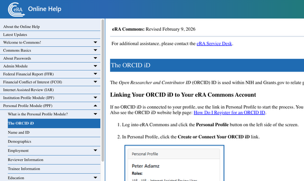 eRA Online Help
About the Online Help
Latest Updates
Welcome to Commons!
Commons Basics
About Passwords
Admin Module
Federal Financial Report (FFR)
Financial Conflict of Interest (FCOI)
Internet Assisted Review (IAR)
Institution Profile Module (IPF)
Personal Profile Module (PPF)
What is the Personal Profile Module?
The ORCID iD
Name and ID
Demographics
Employment
Reviewer Information
Trainee Information
Education
eRA Commons: Revised February 9, 2026
For additional assistance, please contact the eRA Service Desk.
The ORCID iD
The Open Researcher and Contributor ID (ORCID) iD is used within NIH and Grants.gov to relate
Linking Your ORCID iD to Your eRA Commons Account
If no ORCID iD is connected to your profile, use the link in Personal Profile to start the process. You
Also see the ORCID iD website help page: How Do I Register for an ORCID iD.
1. Log into eRA Commons and click the Personal Profile button on the left side of the screen.
2. In Personal Profile, click the Create or Connect Your ORCID iD link.
Personal Profile
Peter Adamz
Roles: